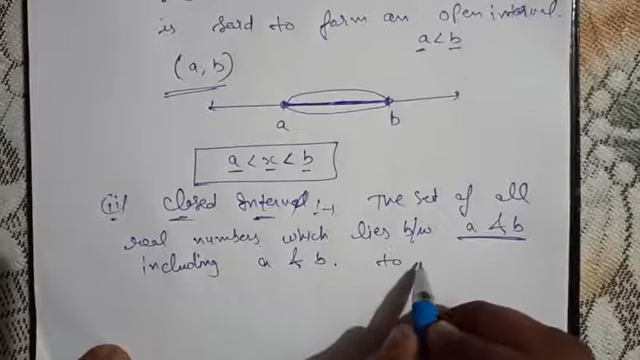 is said to form an open interval.
a < b
(a, b)
a b
a < x < b
(ii) Closed Interval :→ The set of all
real numbers which lies b/w a & b
including a & b. to